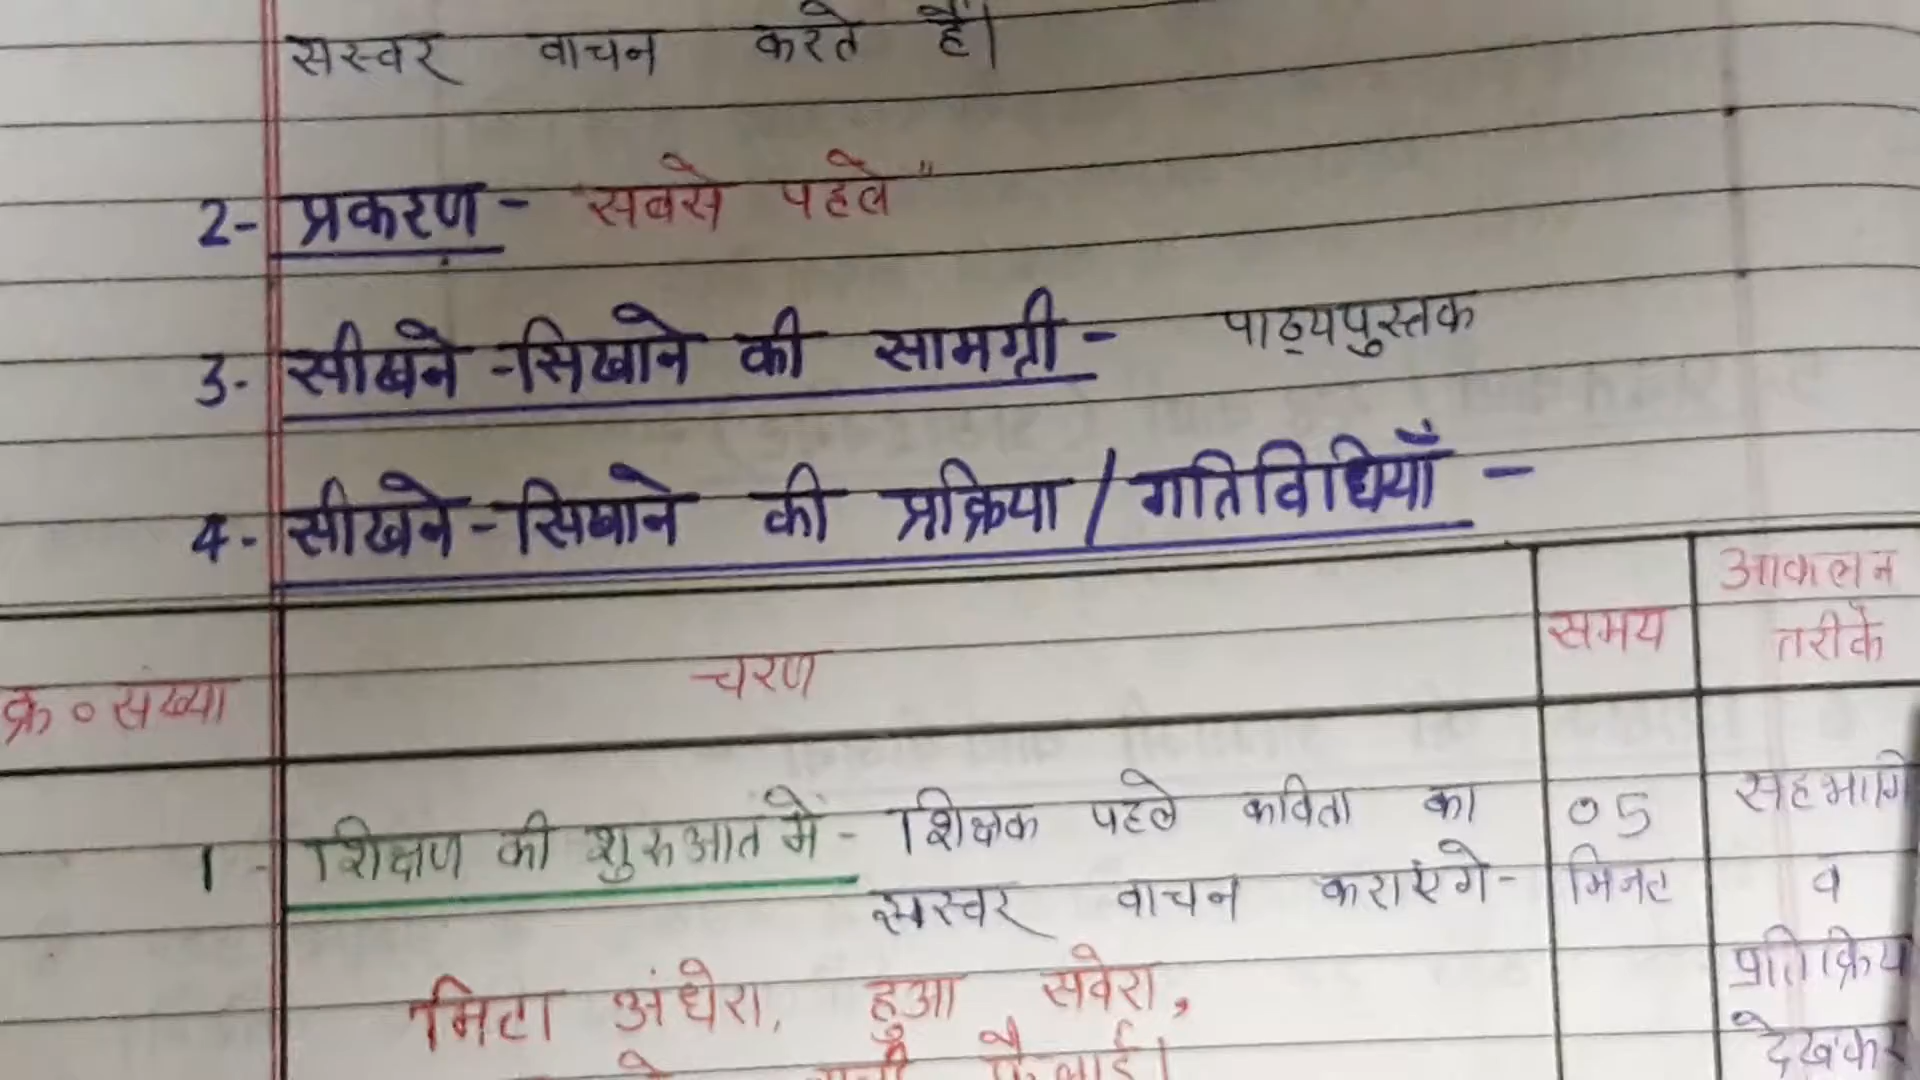 सस्वर वाचन करते हैं।
2- प्रकरण - "सबसे पहले"
3- सीखने-सिखाने की सामग्री - पाठ्यपुस्तक
4- सीखने-सिखाने की प्रक्रिया / गतिविधियाँ -
क्र० संख्या चरण समय आकलन तरीके
1- शिक्षण की शुरुआत में - शिक्षक पहले कविता का 05 सहभागि
सस्वर वाचन कराएंगे- मिनट व
प्रतिक्रिय
मिटा अंधेरा, हुआ सवेरा,
देखकर
फैलाई।